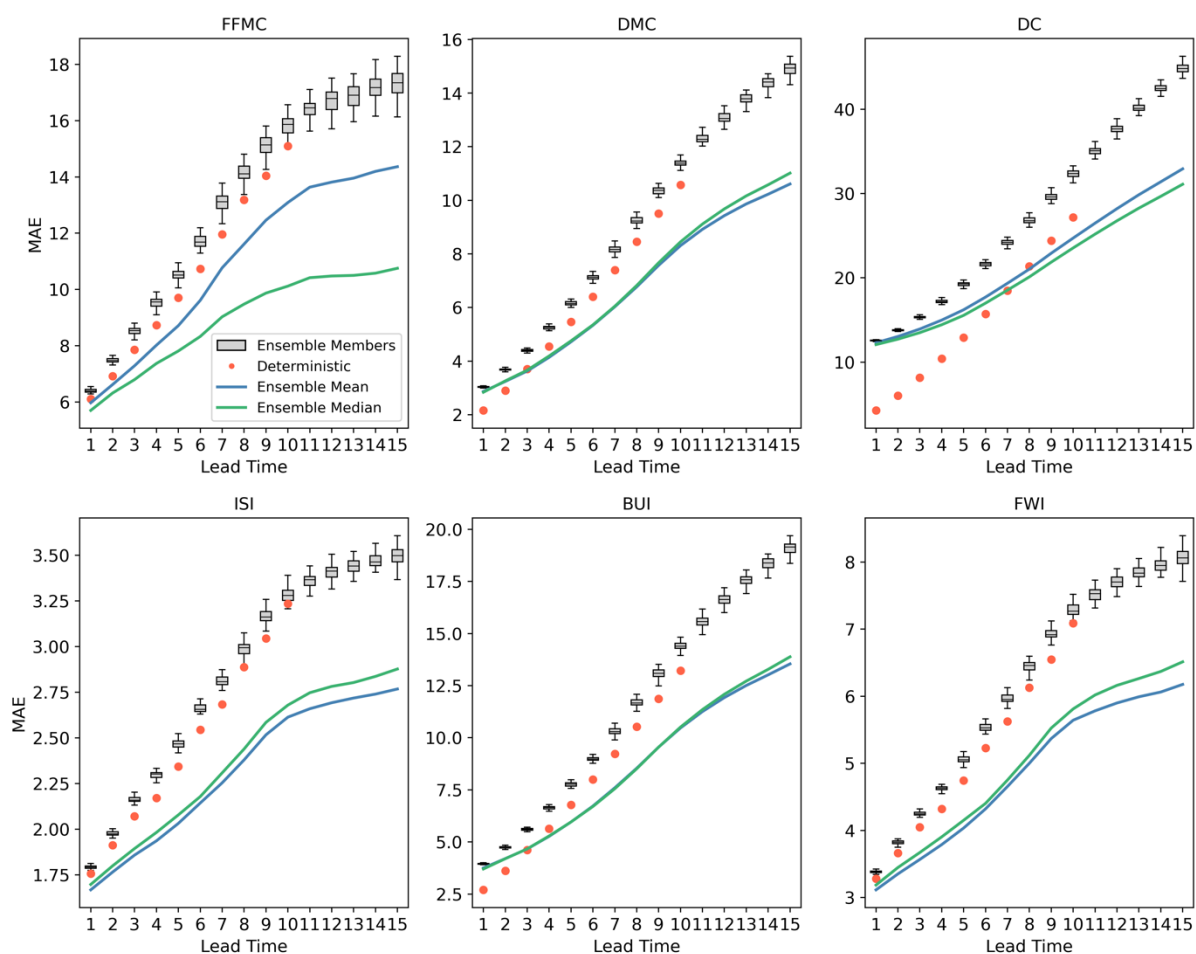 FFMC
DMC
DC
MAE
18
16
14
12
10
8
6
16
14
12
10
8
6
4
2
40
30
20
10
Ensemble Members
Deterministic
Ensemble Mean
Ensemble Median
1 2 3 4 5 6 7 8 9 10 11 12 13 14 15
1 2 3 4 5 6 7 8 9 10 11 12 13 14 15
1 2 3 4 5 6 7 8 9 10 11 12 13 14 15
Lead Time
Lead Time
Lead Time
ISI
BUI
FWI
MAE
3.50
3.25
3.00
2.75
2.50
2.25
2.00
1.75
20.0
17.5
15.0
12.5
10.0
7.5
5.0
2.5
8
7
6
5
4
3
1 2 3 4 5 6 7 8 9 10 11 12 13 14 15
1 2 3 4 5 6 7 8 9 10 11 12 13 14 15
1 2 3 4 5 6 7 8 9 10 11 12 13 14 15
Lead Time
Lead Time
Lead Time